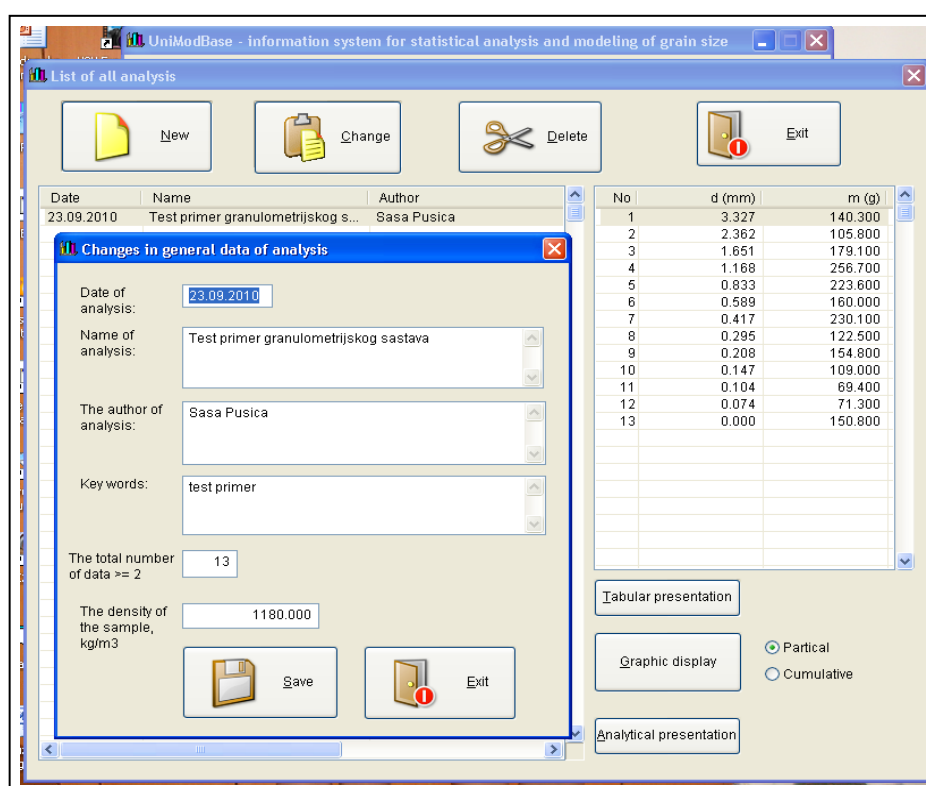 UniModBase - information system for statistical analysis and modeling of grain size
List of all analysis
New
Change
Delete
Exit
Date Name Author
23.09.2010 Test primer granulometrijskog s... Sasa Pusica
No d (mm) m (g)
1 3.327 140.300
2 2.362 105.800
3 1.651 179.100
4 1.168 256.700
5 0.833 223.600
6 0.589 160.000
7 0.417 230.100
8 0.295 122.500
9 0.208 154.800
10 0.147 109.000
11 0.104 69.400
12 0.074 71.300
13 0.000 150.800
Changes in general data of analysis
Date of
analysis:
23.09.2010
Name of
analysis:
Test primer granulometrijskog sastava
The author of
analysis:
Sasa Pusica
Key words:
test primer
The total number
of data >= 2
13
The density of
the sample,
kg/m3
1180.000
Save
Exit
Tabular presentation
Graphic display
Partical
Cumulative
Analytical presentation